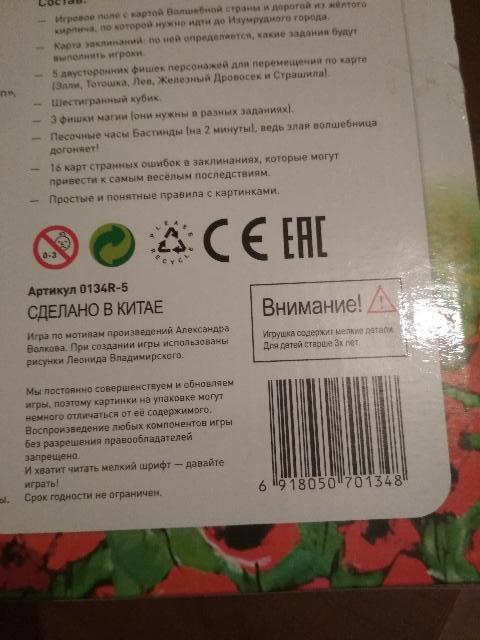 Состав:
— Игровое поле с картой Волшебной страны и дорогой из жёлтого
кирпича, по которой нужно идти до Изумрудного города.
— Карта заклинаний: по ней определяется, какие задания будут
выполнять игроки.
— 5 двусторонних фишек персонажей для перемещения по карте
(Элли, Тотошка, Лев, Железный Дровосек и Страшила).
— Шестигранный кубик.
— 3 фишки магии (они нужны в разных заданиях).
— Песочные часы Бастинды (на 2 минуты), ведь злая волшебница
догоняет!
— 16 карт странных ошибок в заклинаниях, которые могут
привести к самым весёлым последствиям.
— Простые и понятные правила с картинками.
0-3
PLEASE RECYCLE
CE EAC
Артикул 0134R-5
СДЕЛАНО В КИТАЕ
Игра по мотивам произведений Александра
Волкова. При создании игры использованы
рисунки Леонида Владимирского.
Внимание!
Игрушка содержит мелкие детали.
Для детей старше 3х лет.
Мы постоянно совершенствуем и обновляем
игры, поэтому картинки на упаковке могут
немного отличаться от её содержимого.
Воспроизведение любых компонентов игры
без разрешения правообладателей
запрещено.
И хватит читать мелкий шрифт — давайте
играть!
Срок годности не ограничен.
6 918050 701348